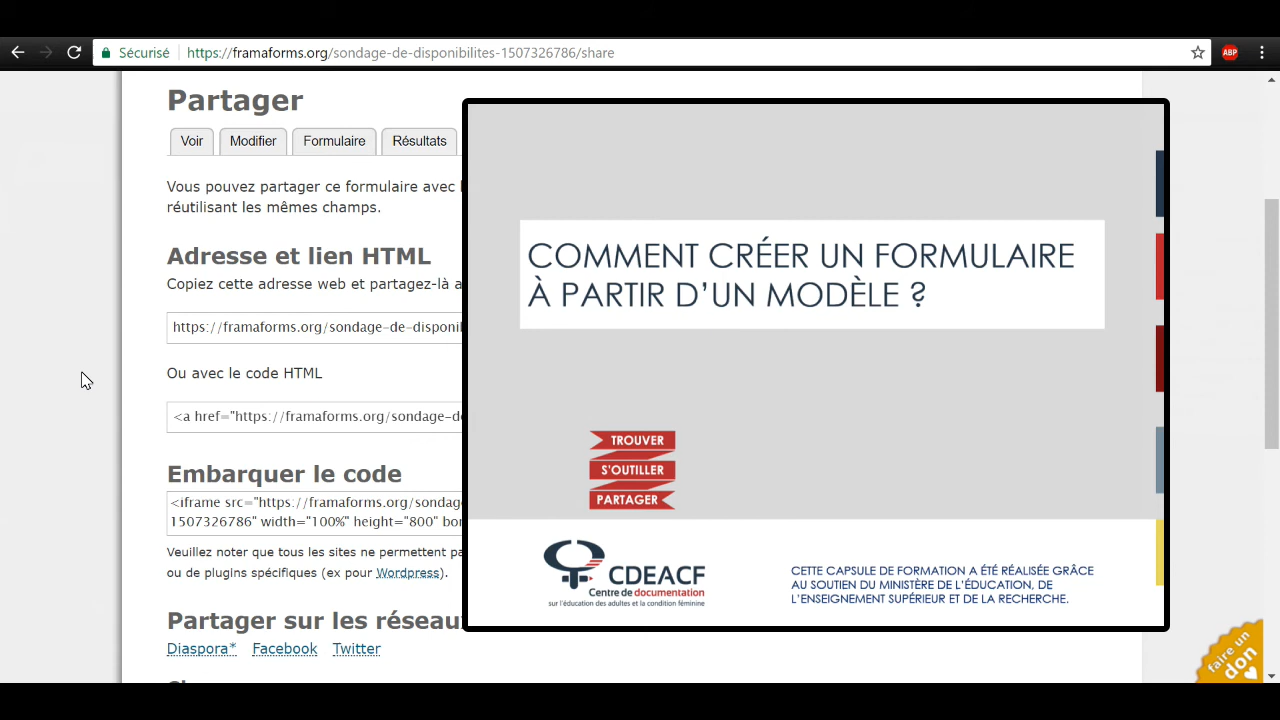 Sécurisé
https://framaforms.org/sondage-de-disponibilites-1507326786/share
ABP
Partager
Voir
Modifier
Formulaire
Résultats
Vous pouvez partager ce formulaire avec
réutilisant les mêmes champs.
Adresse et lien HTML
Copiez cette adresse web et partagez-là a
https://framaforms.org/sondage-de-disponib
Ou avec le code HTML
<a href="https://framaforms.org/sondage-d
Embarquer le code
<iframe src="https://framaforms.org/sondag
1507326786" width="100%" height="800" bor
Veuillez noter que tous les sites ne permettent pa
ou de plugins spécifiques (ex pour Wordpress).
Partager sur les réseau
Diaspora*
Facebook
Twitter
COMMENT CRÉER UN FORMULAIRE
À PARTIR D'UN MODÈLE ?
TROUVER
S'OUTILLER
PARTAGER
CDEACF
Centre de documentation
sur l'éducation des adultes et la condition féminine
CETTE CAPSULE DE FORMATION A ÉTÉ RÉALISÉE GRÂCE
AU SOUTIEN DU MINISTÈRE DE L'ÉDUCATION, DE
L'ENSEIGNEMENT SUPÉRIEUR ET DE LA RECHERCHE.
faire un
don